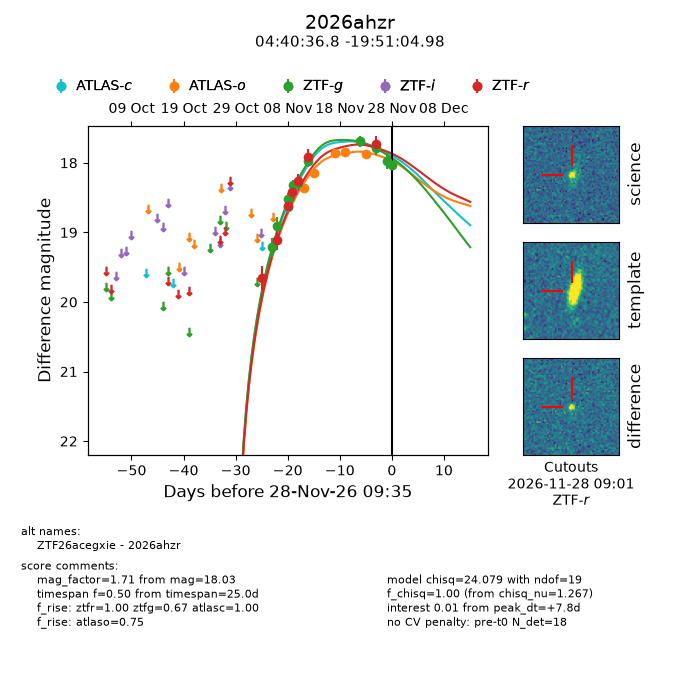 2026ahzr
04:40:36.8 -19:51:04.98
ATLAS-c
ATLAS-o
ZTF-g
ZTF-i
ZTF-r
09 Oct 19 Oct 29 Oct 08 Nov 18 Nov 28 Nov 08 Dec
18
19
20
21
22
Difference magnitude
−50 −40 −30 −20 −10 0 10
Days before 28-Nov-26 09:35
science
template
difference
Cutouts
2026-11-28 09:01
ZTF-r
alt names:
ZTF26acegxie - 2026ahzr
score comments:
mag_factor=1.71 from mag=18.03
timespan f=0.50 from timespan=25.0d
f_rise: ztfr=1.00 ztfg=0.67 atlasc=1.00
f_rise: atlaso=0.75
model chisq=24.079 with ndof=19
f_chisq=1.00 (from chisq_nu=1.267)
interest 0.01 from peak_dt=+7.8d
no CV penalty: pre-t0 N_det=18